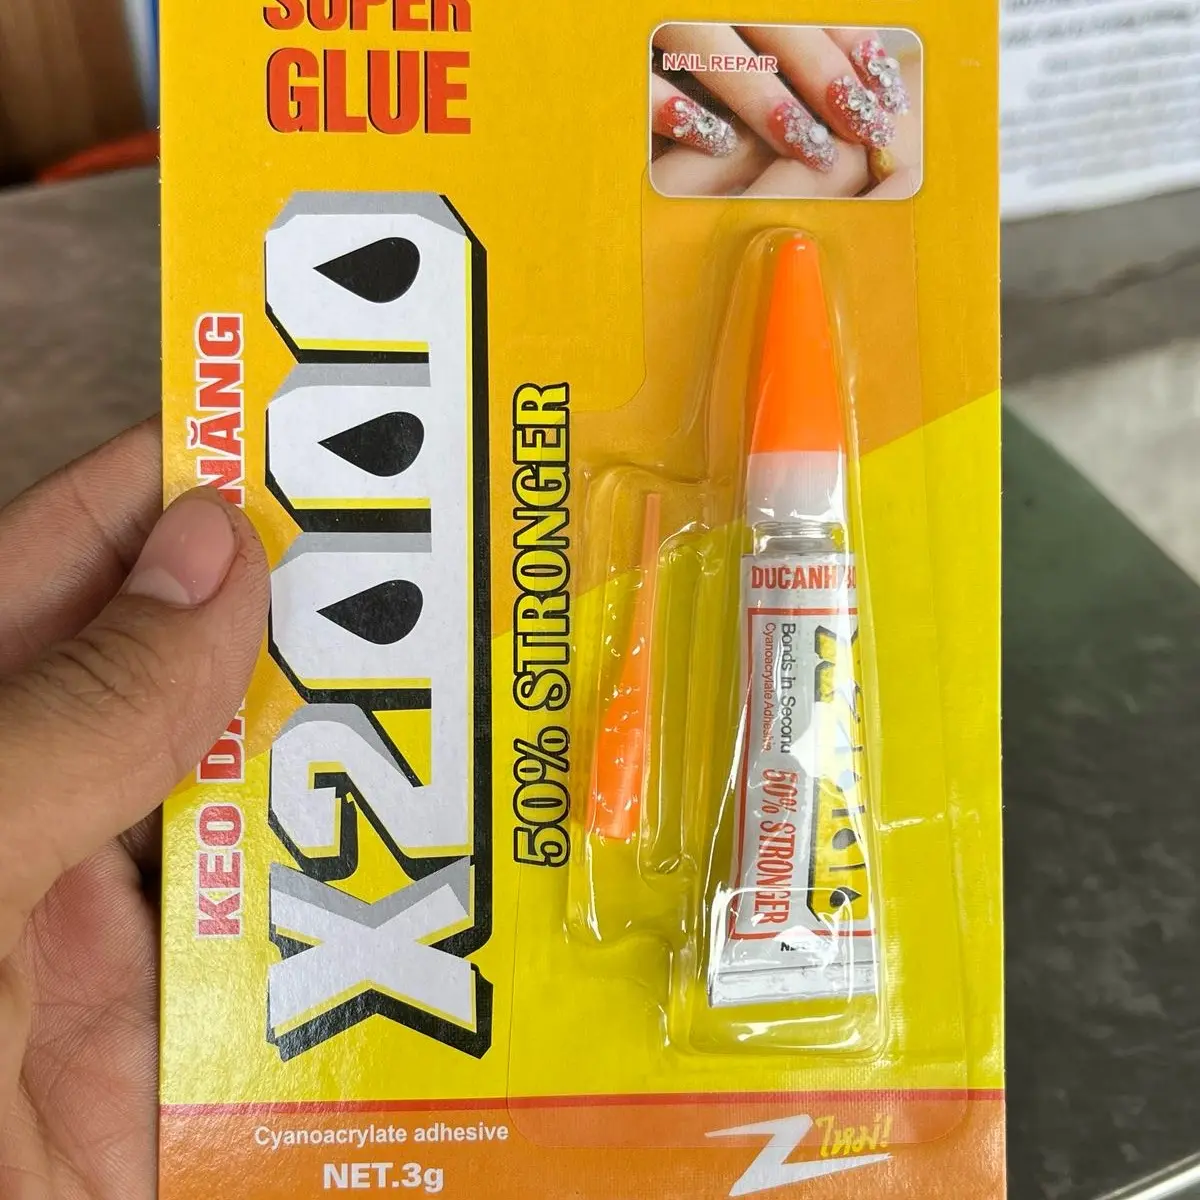 SUPER
GLUE
NAIL REPAIR
KEO
NĂNG
X2000
50% STRONGER
DUCANH
Bonds In Second
Cyanoacrylate Adhesive
50% STRONGER
Cyanoacrylate adhesive
NET.3g
ใหม่!